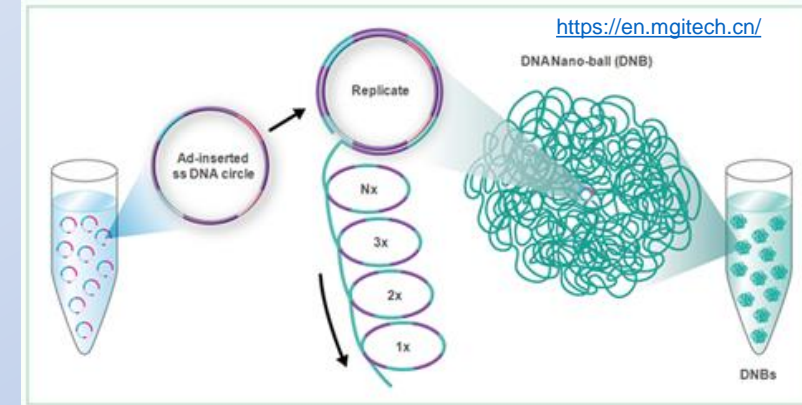 https://en.mgitech.cn/
DNANano-ball (DNB)
Replicate
Ad-inserted
ss DNA circle
Nx
3x
2x
1x
DNBs